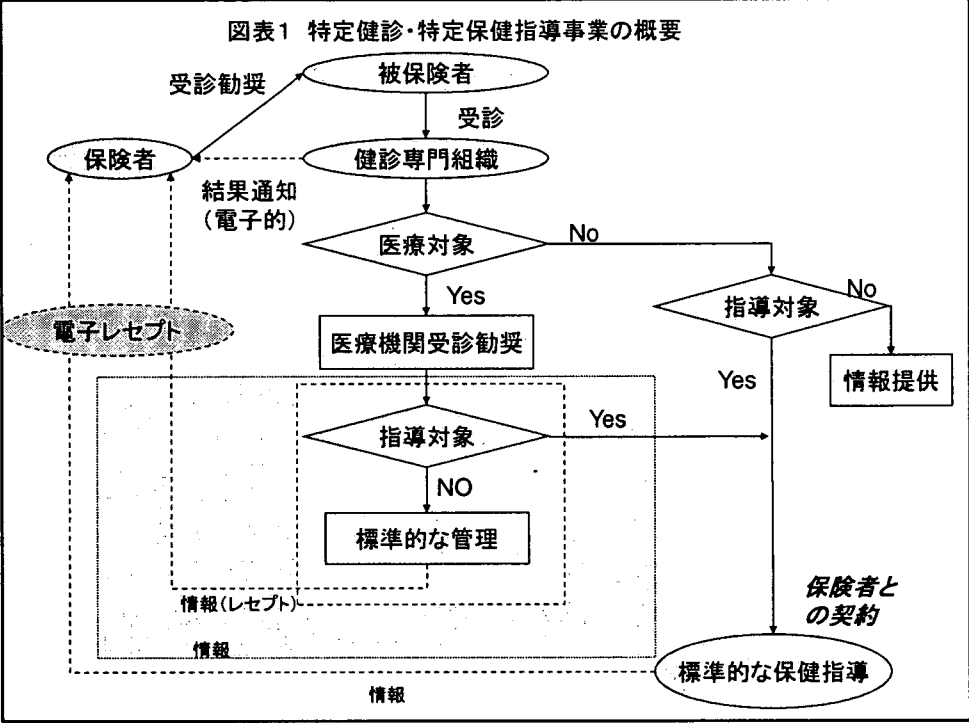 図表1 特定健診・特定保健指導事業の概要
被保険者
受診勧奨
受診
保険者
健診専門組織
結果通知
(電子的)
医療対象
No
Yes
指導対象
No
電子レセプト
医療機関受診勧奨
Yes
情報提供
指導対象
Yes
NO
標準的な管理
情報(レセプト)
保険者と
の契約
情報
標準的な保健指導
情報